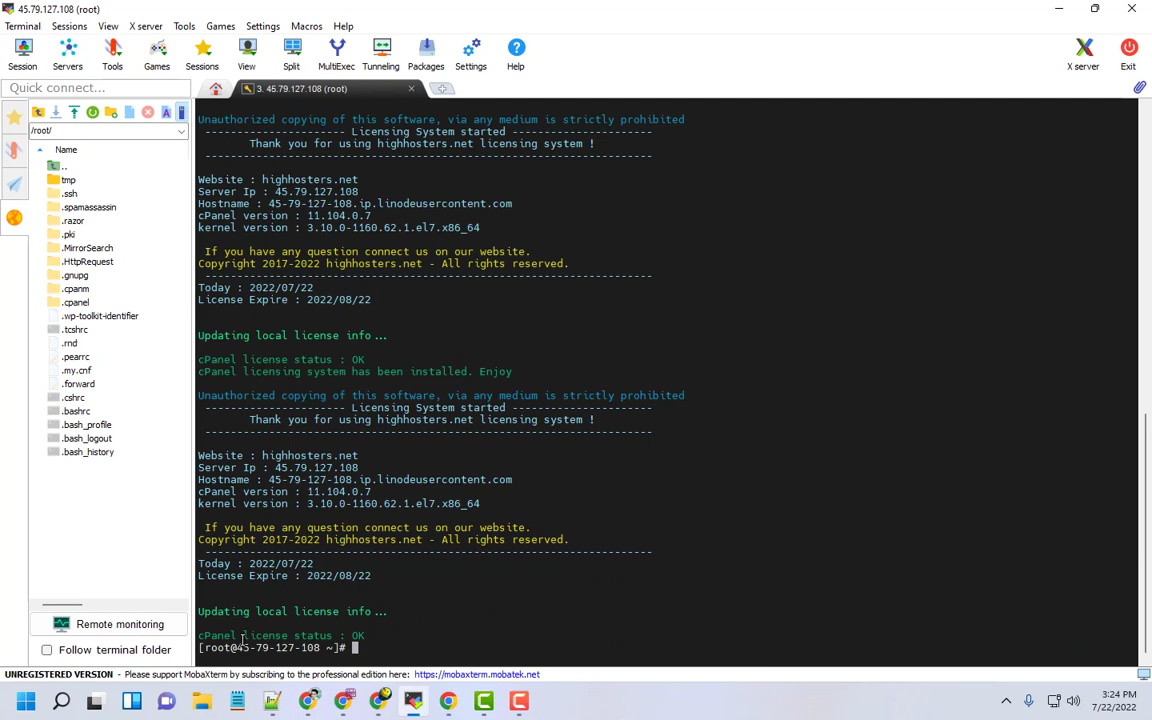 45.79.127.108 (root)
Terminal Sessions View X server Tools Games Settings Macros Help
Session Servers Tools Games Sessions View Split MultiExec Tunneling Packages Settings Help X server Exit
Quick connect...
3. 45.79.127.108 (root)
/root/
Name
..
tmp
.ssh
.spamassassin
.razor
.pki
.MirrorSearch
.HttpRequest
.gnupg
.cpanm
.cpanel
.wp-toolkit-identifier
.tcshrc
.rnd
.pearrc
.my.cnf
.forward
.cshrc
.bashrc
.bash_profile
.bash_logout
.bash_history
Remote monitoring
Follow terminal folder
Unauthorized copying of this software, via any medium is strictly prohibited
--------------------- Licensing System started ---------------------
Thank you for using highhosters.net licensing system !
--------------------------------------------------------------------
Website : highhosters.net
Server Ip : 45.79.127.108
Hostname : 45-79-127-108.ip.linodeusercontent.com
cPanel version : 11.104.0.7
kernel version : 3.10.0-1160.62.1.el7.x86_64
If you have any question connect us on our website.
Copyright 2017-2022 highhosters.net - All rights reserved.
--------------------------------------------------------------------
Today : 2022/07/22
License Expire : 2022/08/22
Updating local license info...
cPanel license status : OK
cPanel licensing system has been installed. Enjoy
Unauthorized copying of this software, via any medium is strictly prohibited
--------------------- Licensing System started ---------------------
Thank you for using highhosters.net licensing system !
--------------------------------------------------------------------
Website : highhosters.net
Server Ip : 45.79.127.108
Hostname : 45-79-127-108.ip.linodeusercontent.com
cPanel version : 11.104.0.7
kernel version : 3.10.0-1160.62.1.el7.x86_64
If you have any question connect us on our website.
Copyright 2017-2022 highhosters.net - All rights reserved.
--------------------------------------------------------------------
Today : 2022/07/22
License Expire : 2022/08/22
Updating local license info...
cPanel license status : OK
[root@45-79-127-108 ~]#
UNREGISTERED VERSION - Please support MobaXterm by subscribing to the professional edition here: https://mobaxterm.mobatek.net
3:24 PM
7/22/2022